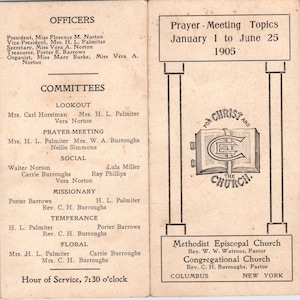 OFFICERS
President, Miss Florence M. Norton
Vice-President, Mrs. H. L. Palmiter
Secretary, Miss Vera A. Norton
Treasurer, Porter E. Barrows
Organist, Miss Mary Burke, Miss Vera A.
Norton
COMMITTEES
LOOKOUT
Mrs. Carl Horstman Mrs. H. L. Palmiter
Vera Norton
PRAYER-MEETING
Mrs. H. L. Palmiter Mrs. W. A. Burroughs
Nellie Simmons
SOCIAL
Walter Norton Lula Miller
Carrie Burroughs Ray Phillips
Vera Norton
MISSIONARY
Porter Barrows H. L. Palmiter
Rev. C. H. Burroughs
TEMPERANCE
H. L. Palmiter Porter Barrows
Rev. C. H. Burroughs
FLORAL
Mrs. H. L. Palmiter Carrie Burroughs
Mrs. C. H. Burroughs
Hour of Service, 7:30 o'clock
Prayer-Meeting Topics
January 1 to June 25
1905
FOR CHRIST AND
CE
THE
CHURCH.
Methodist Episcopal Church
Rev. W. W. Watrous, Pastor
Congregational Church
Rev. C. H. Burroughs, Pastor
COLUMBUS NEW YORK